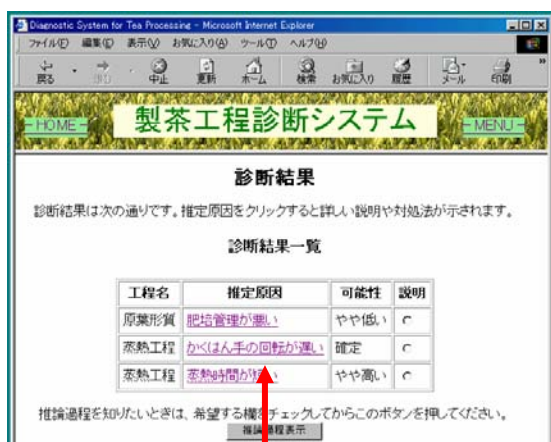 Diagnostic System for Tea Processing - Microsoft Internet Explorer
ファイル(F) 編集(E) 表示(V) お気に入り(A) ツール(T) ヘルプ(H)
戻る 進む 中止 更新 ホーム 検索 お気に入り 履歴 メール 印刷
- HOME - 製茶工程診断システム - MENU -
診断結果
診断結果は次の通りです。推定原因をクリックすると詳しい説明や対処法が示されます。
診断結果一覧
工程名 推定原因 可能性 説明
原葉形質 肥培管理が悪い やや低い
蒸熱工程 かくはん手の回転が遅い 確定
蒸熱工程 蒸熱時間が い やや高い
推論過程を知りたいときは、希望する欄をチェックしてからこのボタンを押してください。
推論過程表示